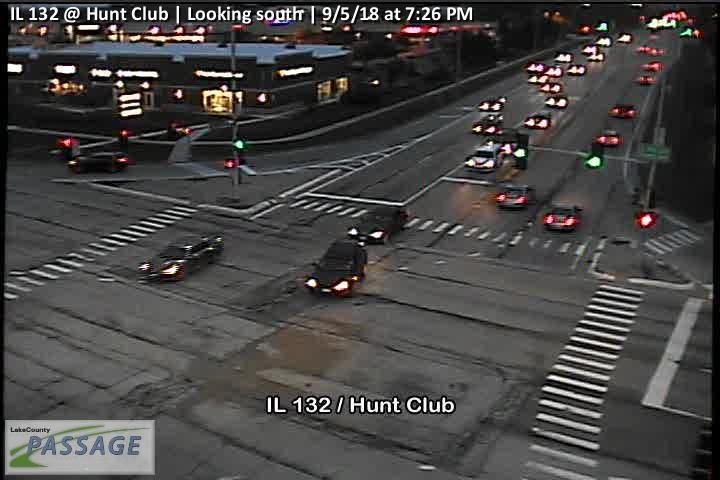 IL 132 @ Hunt Club | Looking south | 9/5/18 at 7:26 PM
IL 132 / Hunt Club
LakeCounty
PASSAGE